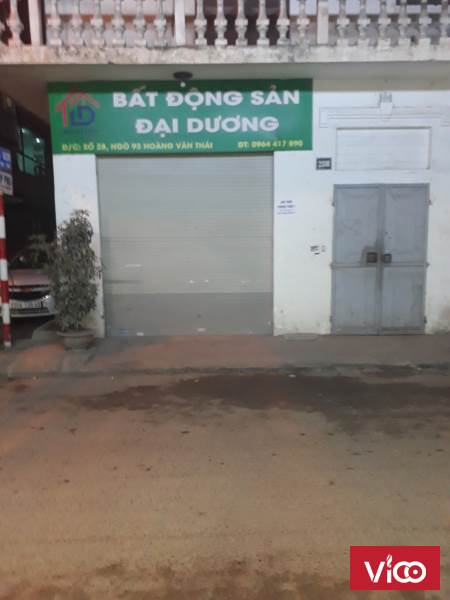 BẤT ĐỘNG SẢN
ĐẠI DƯƠNG
Đ/C: SỐ 28, NGÕ 93 HOÀNG VĂN THÁI
ĐT: 0964 417 890
ViCO